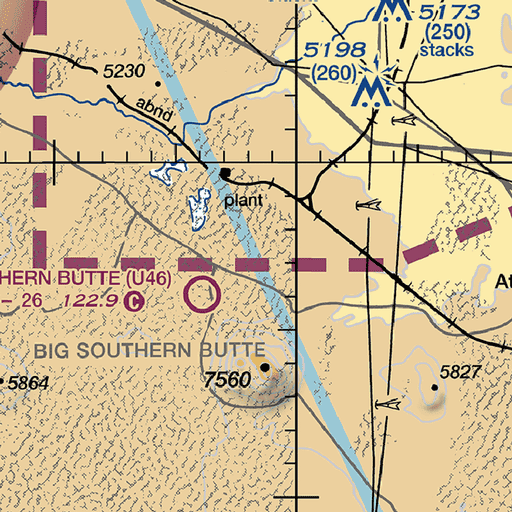 5173
(250)
stacks
5198
(260)
5230
abnd
plant
HERN BUTTE (U46)
– 26 122.9 C
BIG SOUTHERN BUTTE
7560
5864
5827
At